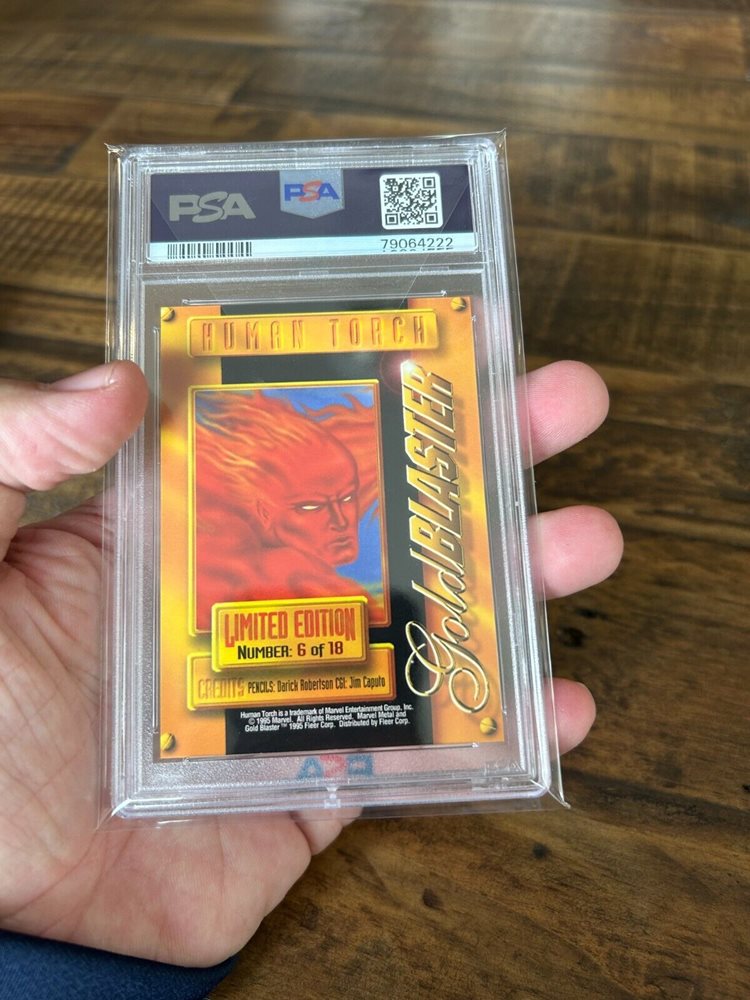 PSA
PSA
79064222
HUMAN TORCH
Gold BLASTER
LIMITED EDITION
NUMBER: 6 of 18
CREDITS PENCILS: Darick Robertson CGI: Jim Caputo
Human Torch is a trademark of Marvel Entertainment Group, Inc.
© 1995 Marvel. All Rights Reserved. Marvel Metal and
Gold Blaster ™ 1995 Fleer Corp. Distributed by Fleer Corp.